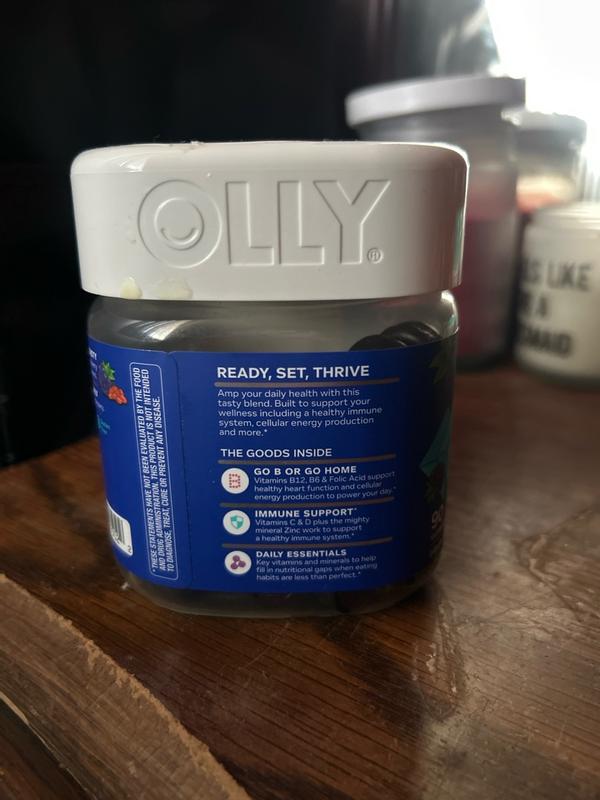 OLLY®
READY, SET, THRIVE
Amp your daily health with this
tasty blend. Built to support your
wellness including a healthy immune
system, cellular energy production
and more.*
THE GOODS INSIDE
GO B OR GO HOME
Vitamins B12, B6 & Folic Acid support
healthy heart function and cellular
energy production to power your day.*
IMMUNE SUPPORT*
Vitamins C & D plus the mighty
mineral Zinc work to support
a healthy immune system.*
DAILY ESSENTIALS
Key vitamins and minerals to help
fill in nutritional gaps when eating
habits are less than perfect.*
*THESE STATEMENTS HAVE NOT BEEN EVALUATED BY THE FOOD
AND DRUG ADMINISTRATION. THIS PRODUCT IS NOT INTENDED
TO DIAGNOSE, TREAT, CURE OR PREVENT ANY DISEASE.
2
90
LIKE
A